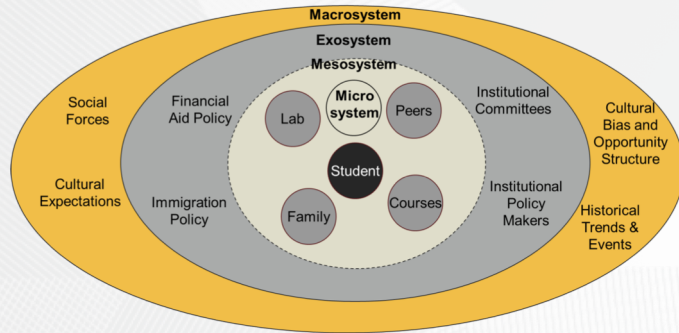 Macrosystem
Exosystem
Mesosystem
Social
Forces
Financial
Aid Policy
Lab
Micro
system
Peers
Institutional
Committees
Cultural
Bias and
Opportunity
Structure
Student
Cultural
Expectations
Immigration
Policy
Family
Courses
Institutional
Policy
Makers
Historical
Trends &
Events